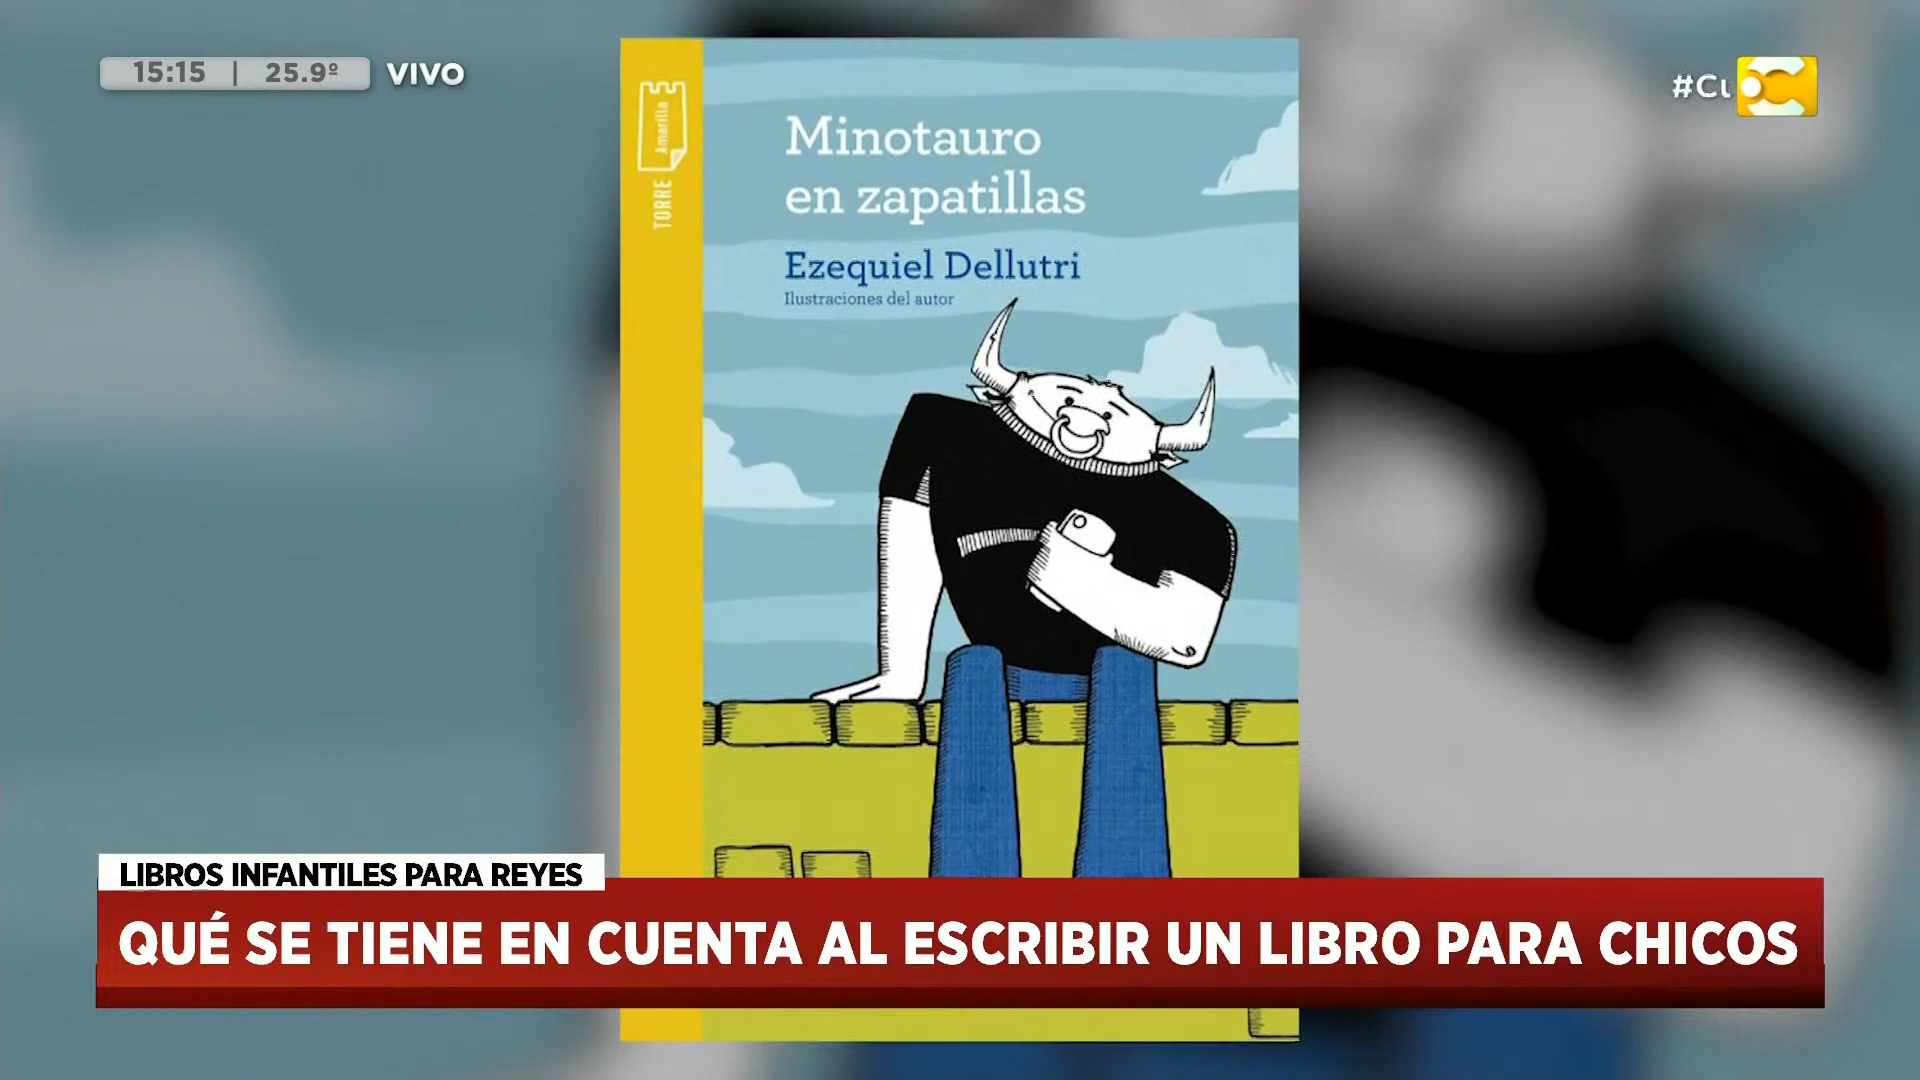 15:15 | 25.9º VIVO
#CL
Amarilla
TORRE
Minotauro
en zapatillas
Ezequiel Dellutri
Ilustraciones del autor
LIBROS INFANTILES PARA REYES
QUÉ SE TIENE EN CUENTA AL ESCRIBIR UN LIBRO PARA CHICOS